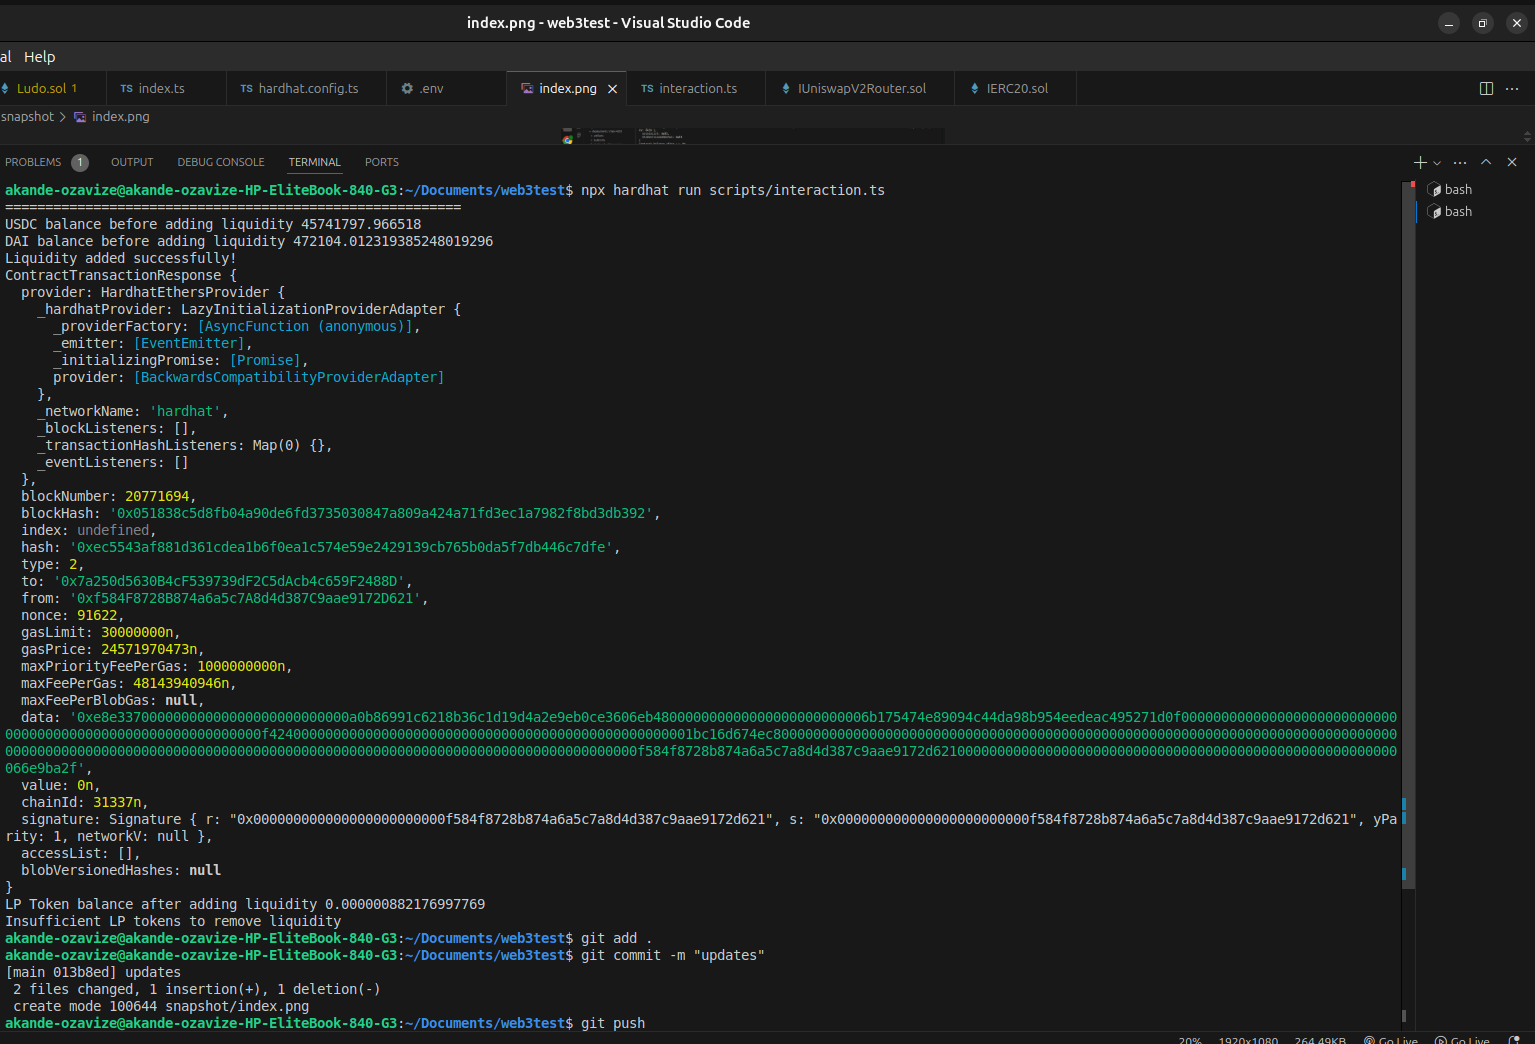 index.png - web3test - Visual Studio Code
al Help
Ludo.sol 1 TS index.ts TS hardhat.config.ts .env index.png TS interaction.ts IUniswapV2Router.sol IERC20.sol
snapshot > index.png
PROBLEMS 1 OUTPUT DEBUG CONSOLE TERMINAL PORTS
bash
bash
akande-ozavize@akande-ozavize-HP-EliteBook-840-G3:~/Documents/web3test$ npx hardhat run scripts/interaction.ts
=========================================================
USDC balance before adding liquidity 45741797.966518
DAI balance before adding liquidity 472104.012319385248019296
Liquidity added successfully!
ContractTransactionResponse {
provider: HardhatEthersProvider {
_hardhatProvider: LazyInitializationProviderAdapter {
_providerFactory: [AsyncFunction (anonymous)],
_emitter: [EventEmitter],
_initializingPromise: [Promise],
provider: [BackwardsCompatibilityProviderAdapter]
},
_networkName: 'hardhat',
_blockListeners: [],
_transactionHashListeners: Map(0) {},
_eventListeners: []
},
blockNumber: 20771694,
blockHash: '0x051838c5d8fb04a90de6fd3735030847a809a424a71fd3ec1a7982f8bd3db392',
index: undefined,
hash: '0xec5543af881d361cdea1b6f0ea1c574e59e2429139cb765b0da5f7db446c7dfe',
type: 2,
to: '0x7a250d5630B4cF539739dF2C5dAcb4c659F2488D',
from: '0xf584F8728B874a6a5c7A8d4d387C9aae9172D621',
nonce: 91622,
gasLimit: 30000000n,
gasPrice: 24571970473n,
maxPriorityFeePerGas: 1000000000n,
maxFeePerGas: 48143940946n,
maxFeePerBlobGas: null,
data: '0xe8e33700000000000000000000000000a0b86991c6218b36c1d19d4a2e9eb0ce3606eb480000000000000000000000006b175474e89094c44da98b954eedeac495271d0f000000000000000000000000000
00000000000000000000000000000000f4240000000000000000000000000000000000000000000000001bc16d674ec80000000000000000000000000000000000000000000000000000000000000000000000000000000
0000000000000000000000000000000000000000000000000000000000000000000000000000000f584f8728b874a6a5c7a8d4d387c9aae9172d621000000000000000000000000000000000000000000000000000000
066e9ba2f',
value: 0n,
chainId: 31337n,
signature: Signature { r: "0x000000000000000000000000f584f8728b874a6a5c7a8d4d387c9aae9172d621", s: "0x000000000000000000000000f584f8728b874a6a5c7a8d4d387c9aae9172d621", yPa
rity: 1, networkV: null },
accessList: [],
blobVersionedHashes: null
}
LP Token balance after adding liquidity 0.000000882176997769
Insufficient LP tokens to remove liquidity
akande-ozavize@akande-ozavize-HP-EliteBook-840-G3:~/Documents/web3test$ git add .
akande-ozavize@akande-ozavize-HP-EliteBook-840-G3:~/Documents/web3test$ git commit -m "updates"
[main 013b8ed] updates
2 files changed, 1 insertion(+), 1 deletion(-)
create mode 100644 snapshot/index.png
akande-ozavize@akande-ozavize-HP-EliteBook-840-G3:~/Documents/web3test$ git push
20% 1920x1080 264.49KB Go Live Go Live